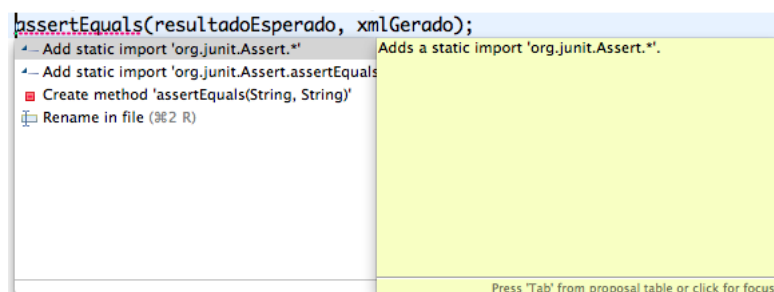 assertEquals(resultadoEsperado, xmlGerado);
Add static import 'org.junit.Assert.*'
Add static import 'org.junit.Assert.assertEquals
Create method 'assertEquals(String, String)'
Rename in file (⌘2 R)
Adds a static import 'org.junit.Assert.*'.
Press 'Tab' from proposal table or click for focus